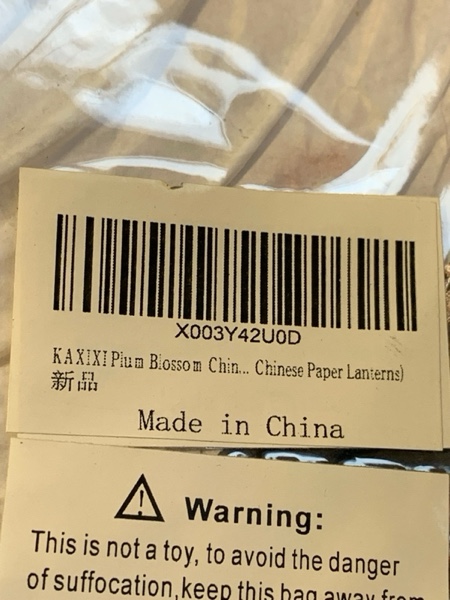 X003Y42U0D
KAXIXI Plum Blossom Chin... Chinese Paper Lanterns)
新品
Made in China
Warning:
This is not a toy, to avoid the danger
of suffocation,keep this bag away from